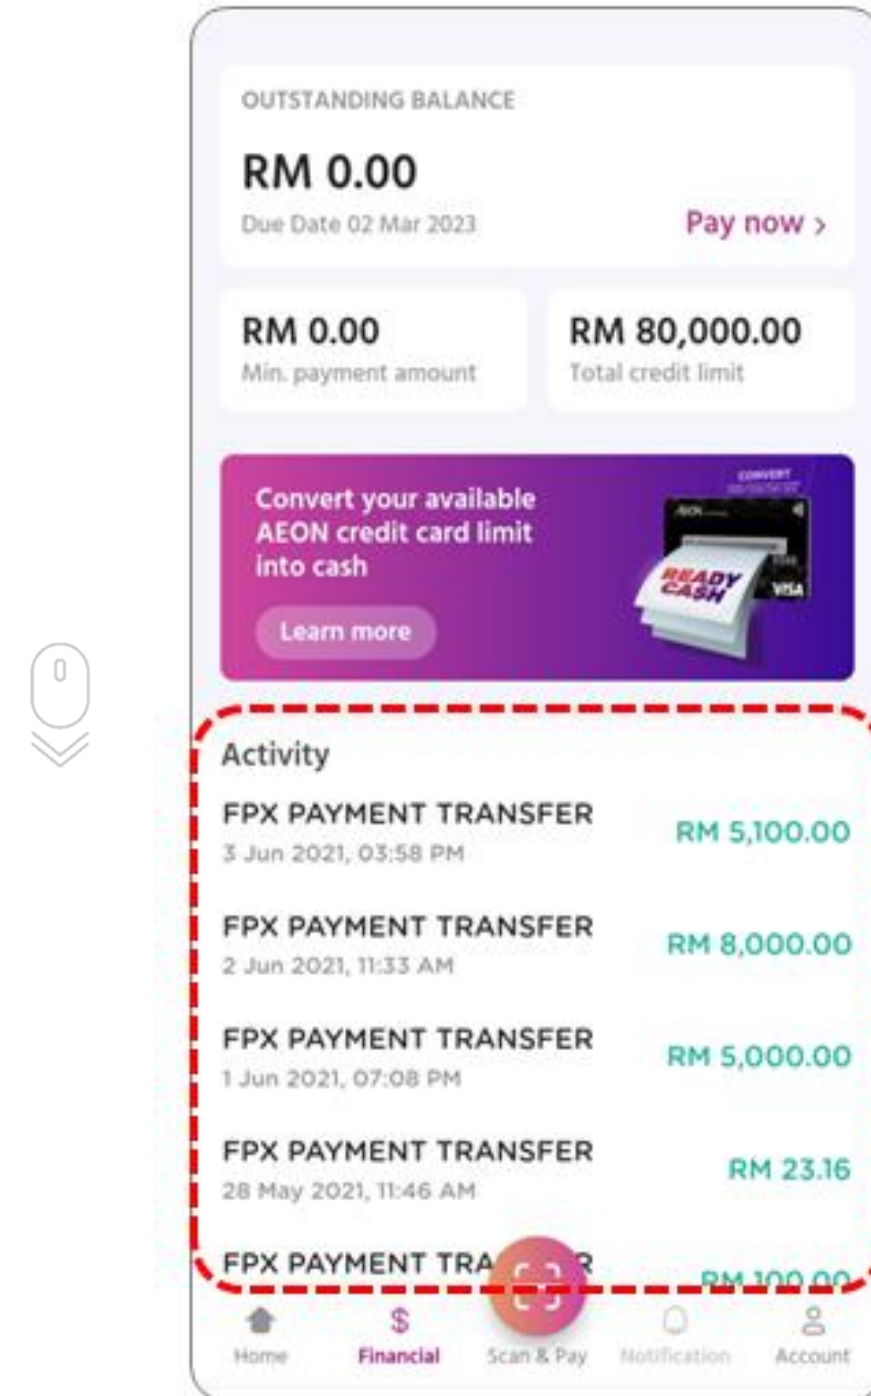 OUTSTANDING BALANCE
RM 0.00
Due Date 02 Mar 2023
Pay now >
RM 0.00
Min. payment amount
RM 80,000.00
Total credit limit
Convert your available
AEON credit card limit
into cash
Learn more
CONVERT
AEON
READY
CASH
VISA
Activity
FPX PAYMENT TRANSFER
RM 5,100.00
3 Jun 2021, 03:58 PM
FPX PAYMENT TRANSFER
RM 8,000.00
2 Jun 2021, 11:33 AM
FPX PAYMENT TRANSFER
RM 5,000.00
1 Jun 2021, 07:08 PM
FPX PAYMENT TRANSFER
RM 23.16
28 May 2021, 11:46 AM
FPX PAYMENT TRA R
RM 100.00
Home
Financial
Scan & Pay
Notification
Account